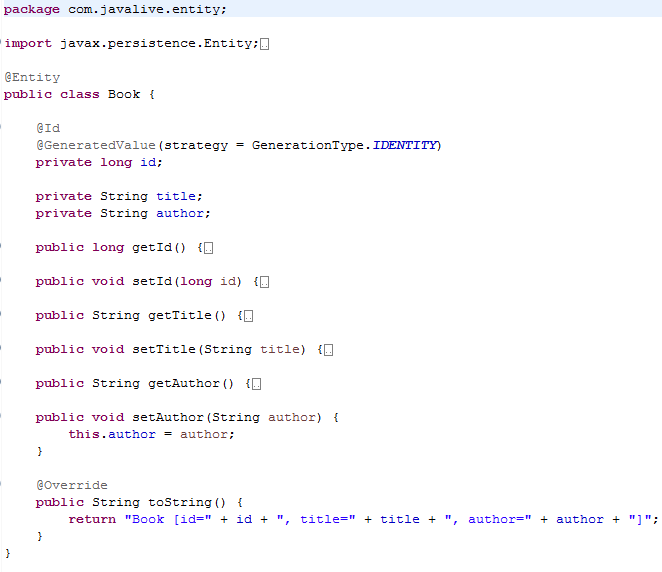 package com.javalive.entity;
import javax.persistence.Entity;
@Entity
public class Book {
@Id
@GeneratedValue(strategy = GenerationType.IDENTITY)
private long id;
private String title;
private String author;
public long getId() {
public void setId(long id) {
public String getTitle() {
public void setTitle(String title) {
public String getAuthor() {
public void setAuthor(String author) {
this.author = author;
}
@Override
public String toString() {
return "Book [id=" + id + ", title=" + title + ", author=" + author + "]";
}
}